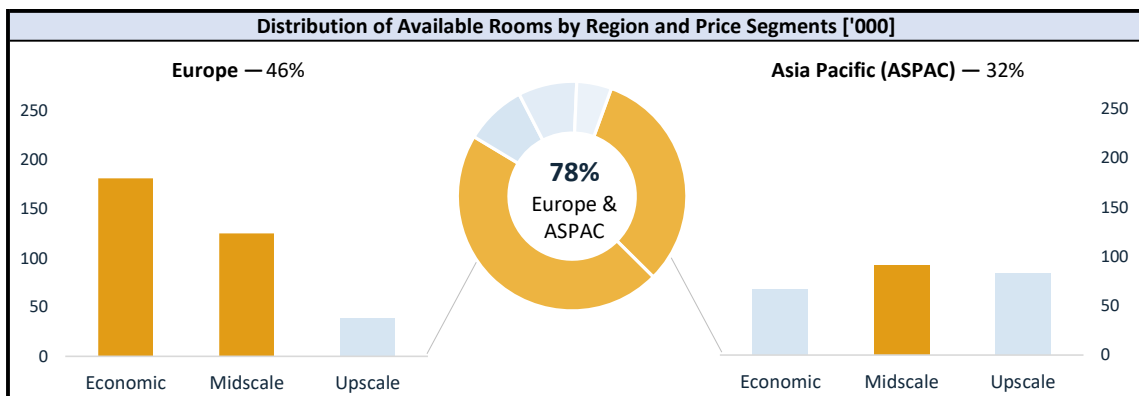 Distribution of Available Rooms by Region and Price Segments ['000]
Europe — 46%
Asia Pacific (ASPAC) — 32%
250
200
150
100
50
0
Economic Midscale Upscale
78%
Europe &
ASPAC
250
200
150
100
50
0
Economic Midscale Upscale